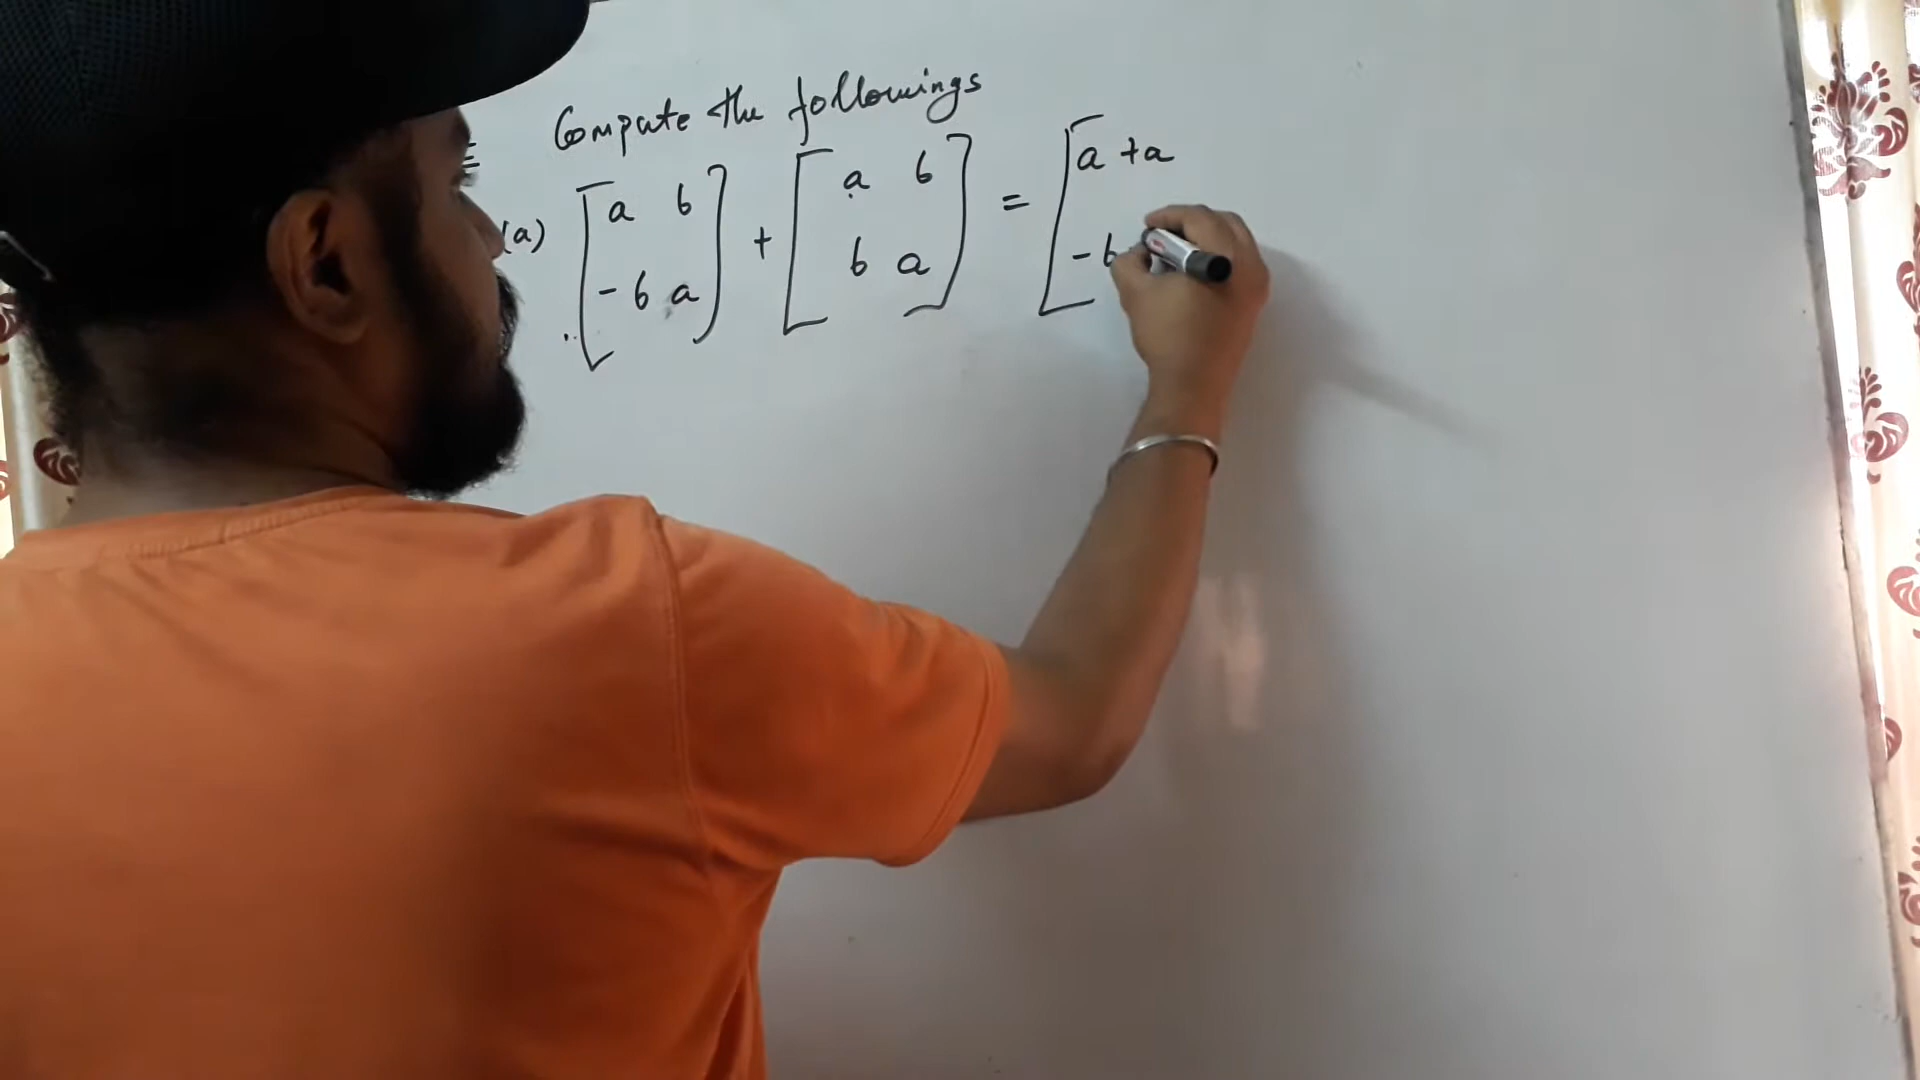 Compute the followings
(a) [a b] + [a b] = [a +a
[-b a] [b a] [-b